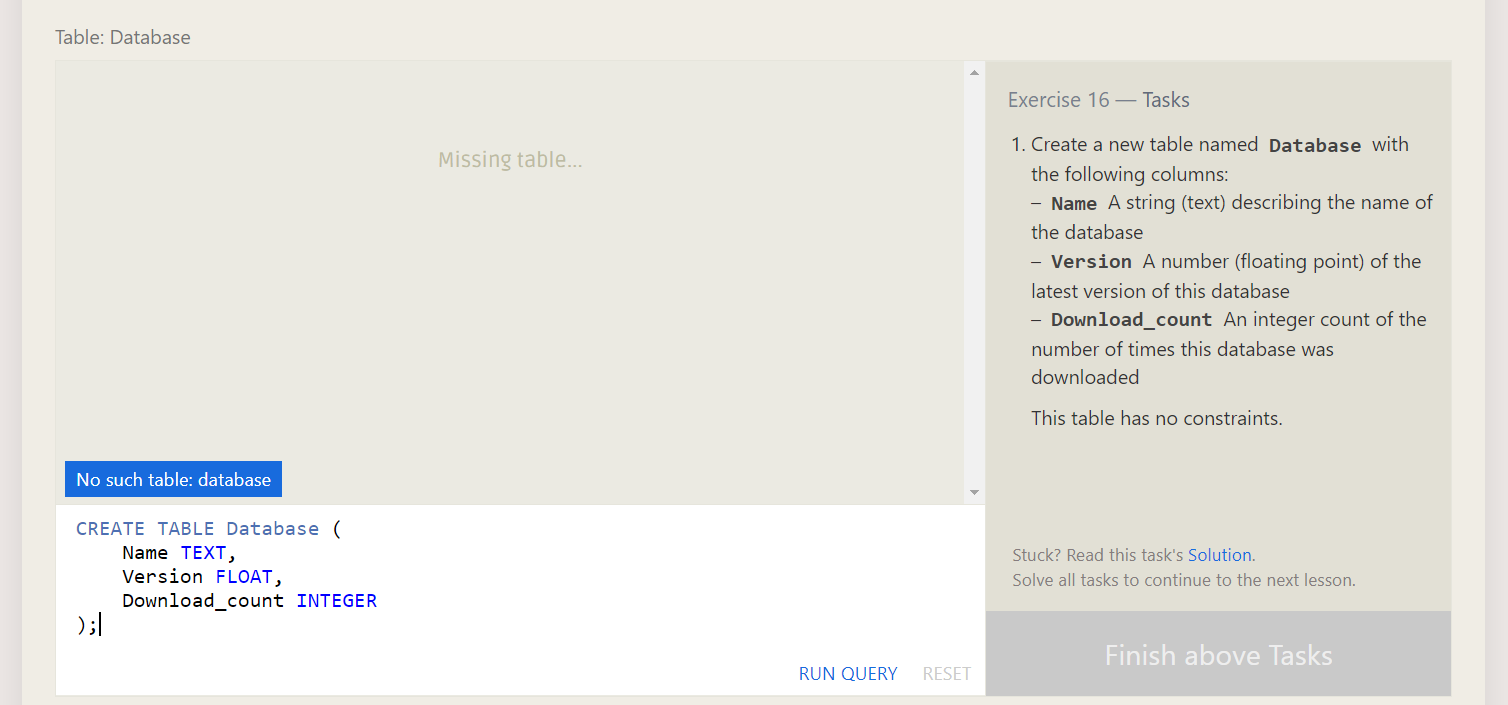 Table: Database
Missing table…
No such table: database
CREATE TABLE Database (
    Name TEXT,
    Version FLOAT,
    Download_count INTEGER
);
RUN QUERY RESET
Exercise 16 — Tasks
1. Create a new table named Database with
the following columns:
– Name A string (text) describing the name of
the database
– Version A number (floating point) of the
latest version of this database
– Download_count An integer count of the
number of times this database was
downloaded
This table has no constraints.
Stuck? Read this task's Solution.
Solve all tasks to continue to the next lesson.
Finish above Tasks